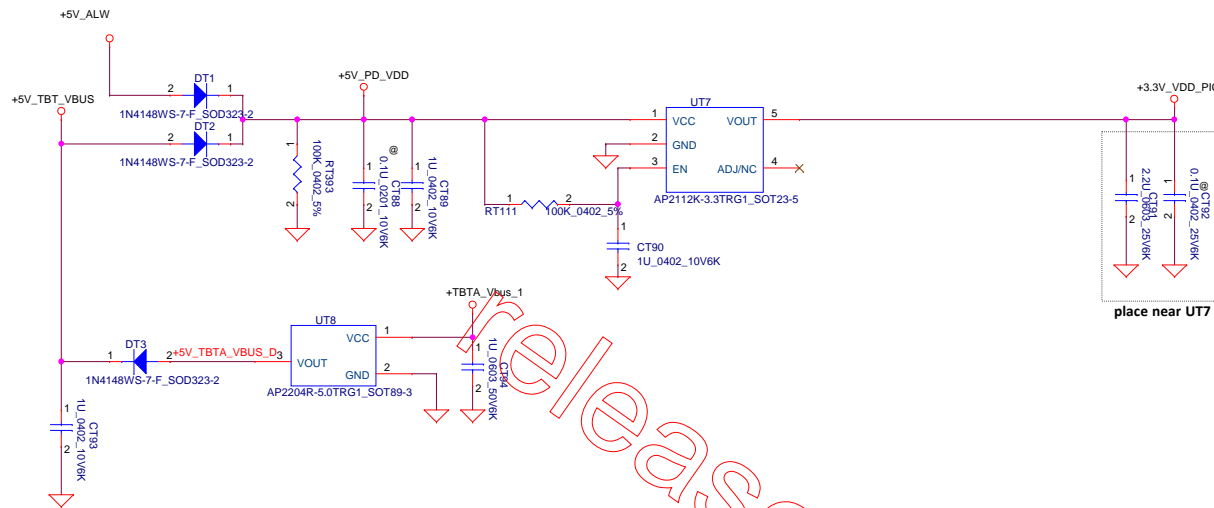 +5V_ALW
+5V_TBT_VBUS
DT1
2
1
1N4148WS-7-F_SOD323-2
DT2
2
1
1N4148WS-7-F_SOD323-2
+5V_PD_VDD
1
2
RT393
100K_0402_5%
1
2
@
CT88
0.1U_0201_10V6K
1
2
CT89
1U_0402_10V6K
RT111
1
2
100K_0402_5%
1
2
CT90
1U_0402_10V6K
UT7
1
VCC
VOUT
5
2
GND
3
EN
ADJ/NC
4
AP2112K-3.3TRG1_SOT23-5
+3.3V_VDD_PIC
1
2
CT91
2.2U_0603_25V6K
1
2
@
CT92
0.1U_0402_25V6K
place near UT7
DT3
1
2
+5V_TBTA_VBUS_D
3
1N4148WS-7-F_SOD323-2
UT8
VCC
1
VOUT
GND
2
AP2204R-5.0TRG1_SOT89-3
+TBTA_Vbus_1
1
2
CT94
1U_0603_50V6K
1
2
CT93
1U_0402_10V6K
releas